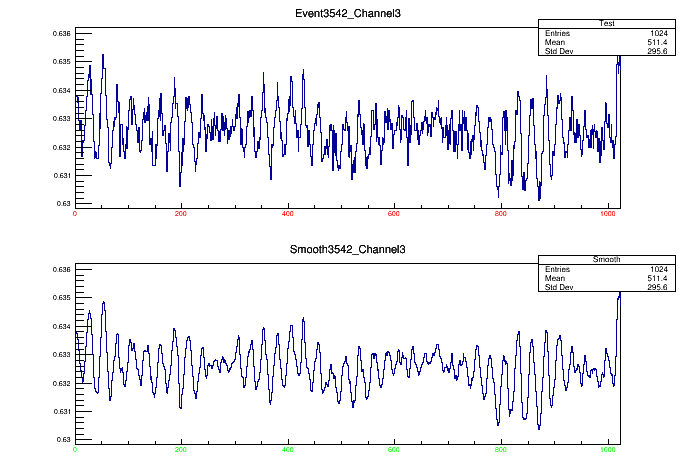 Event3542_Channel3
Test
Entries 1024
Mean 511.4
Std Dev 295.6
0.636
0.635
0.634
0.633
0.632
0.631
0.63
0 200 400 600 800 1000
Smooth3542_Channel3
Smooth
Entries 1024
Mean 511.4
Std Dev 295.6
0.636
0.635
0.634
0.633
0.632
0.631
0.63
0 200 400 600 800 1000